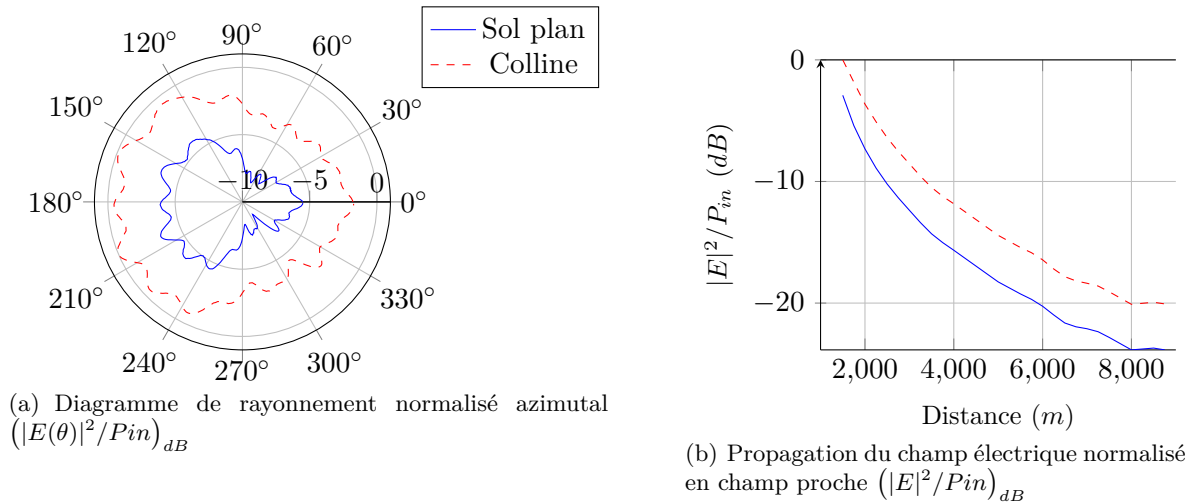 Sol plan
Colline
90°
120°
60°
150°
30°
180°
−10
−5
0
0°
210°
330°
240°
300°
270°
(a) Diagramme de rayonnement normalisé azimutal
(|E(θ)|²/Pin)_{dB}
0
−10
−20
|E|²/P_{in} (dB)
2,000
4,000
6,000
8,000
Distance (m)
(b) Propagation du champ électrique normalisé
en champ proche (|E|²/Pin)_{dB}